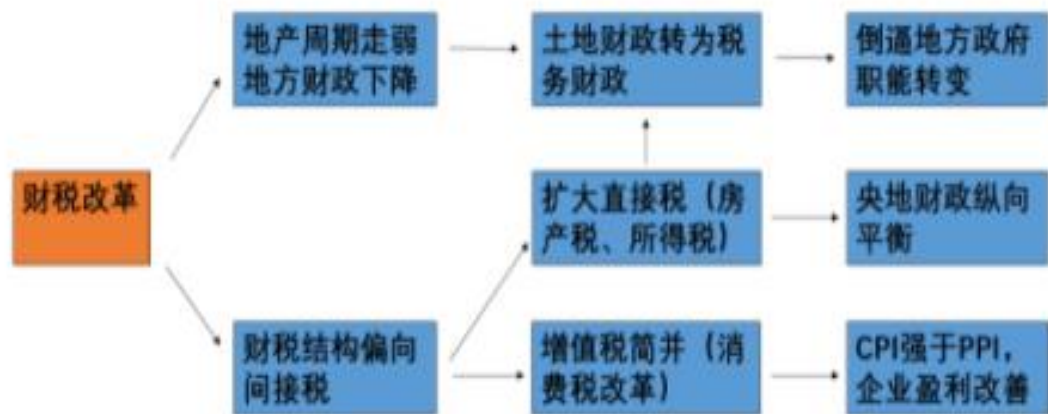 地产周期走弱
地方财政下降
土地财政转为税
务财政
倒逼地方政府
职能转变
财税改革
扩大直接税（房
产税、所得税）
央地财政纵向
平衡
财税结构偏向
间接税
增值税简并（消
费税改革）
CPI强于PPI，
企业盈利改善